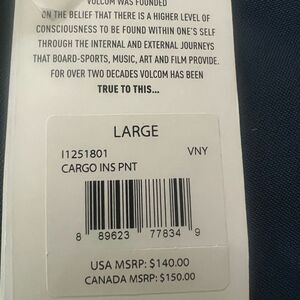 VOLCOM WAS FOUNDED
ON THE BELIEF THAT THERE IS A HIGHER LEVEL OF
CONSCIOUSNESS TO BE FOUND WITHIN ONE'S SELF
THROUGH THE INTERNAL AND EXTERNAL JOURNEYS
THAT BOARD-SPORTS, MUSIC, ART AND FILM PROVIDE.
FOR OVER TWO DECADES VOLCOM HAS BEEN
TRUE TO THIS...
LARGE
I1251801 VNY
CARGO INS PNT
8 89623 77834 9
USA MSRP: $140.00
CANADA MSRP: $150.00